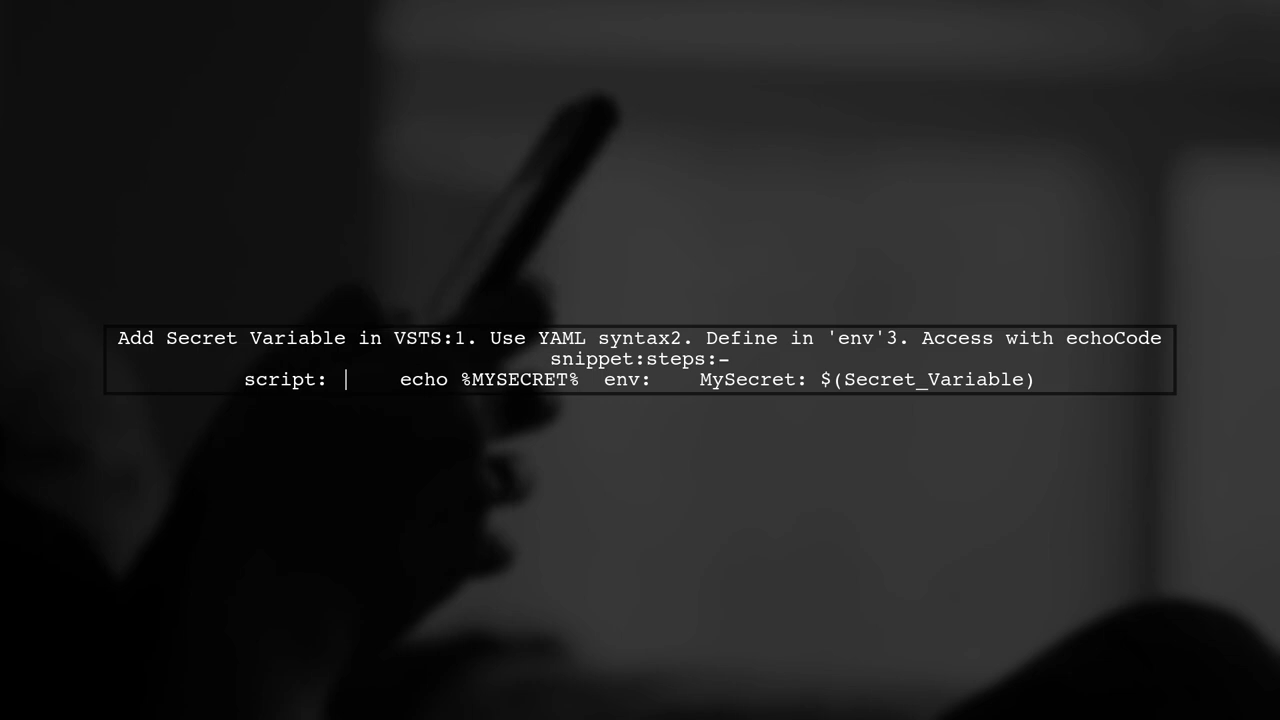 Add Secret Variable in VSTS:1. Use YAML syntax2. Define in 'env'3. Access with echoCode
snippet:steps:-
script: |    echo %MYSECRET%  env:    MySecret: $(Secret_Variable)